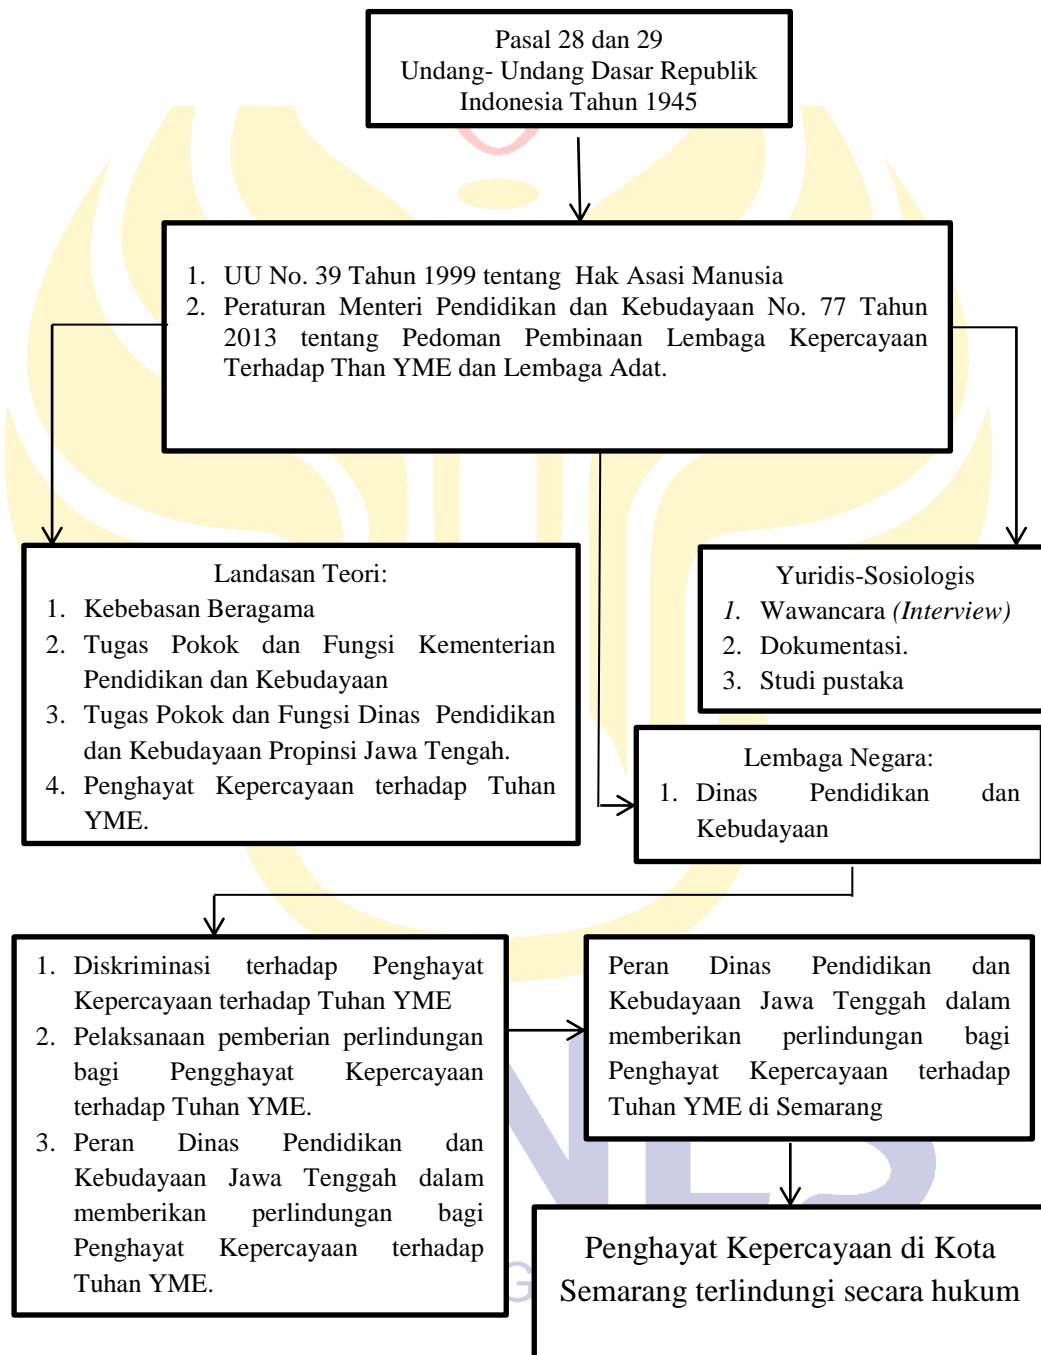 Pasal 28 dan 29
Undang- Undang Dasar Republik
Indonesia Tahun 1945
1. UU No. 39 Tahun 1999 tentang Hak Asasi Manusia
2. Peraturan Menteri Pendidikan dan Kebudayaan No. 77 Tahun
2013 tentang Pedoman Pembinaan Lembaga Kepercayaan
Terhadap Than YME dan Lembaga Adat.
Landasan Teori:
1. Kebebasan Beragama
2. Tugas Pokok dan Fungsi Kementerian
Pendidikan dan Kebudayaan
3. Tugas Pokok dan Fungsi Dinas Pendidikan
dan Kebudayaan Propinsi Jawa Tengah.
4. Penghayat Kepercayaan terhadap Tuhan
YME.
Yuridis-Sosiologis
1. Wawancara (Interview)
2. Dokumentasi.
3. Studi pustaka
Lembaga Negara:
1. Dinas Pendidikan dan
Kebudayaan
1. Diskriminasi terhadap Penghayat
Kepercayaan terhadap Tuhan YME
2. Pelaksanaan pemberian perlindungan
bagi Pengghayat Kepercayaan
terhadap Tuhan YME.
3. Peran Dinas Pendidikan dan
Kebudayaan Jawa Tenggah dalam
memberikan perlindungan bagi
Penghayat Kepercayaan terhadap
Tuhan YME.
Peran Dinas Pendidikan dan
Kebudayaan Jawa Tenggah dalam
memberikan perlindungan bagi
Penghayat Kepercayaan terhadap
Tuhan YME di Semarang
Penghayat Kepercayaan di Kota
Semarang terlindungi secara hukum